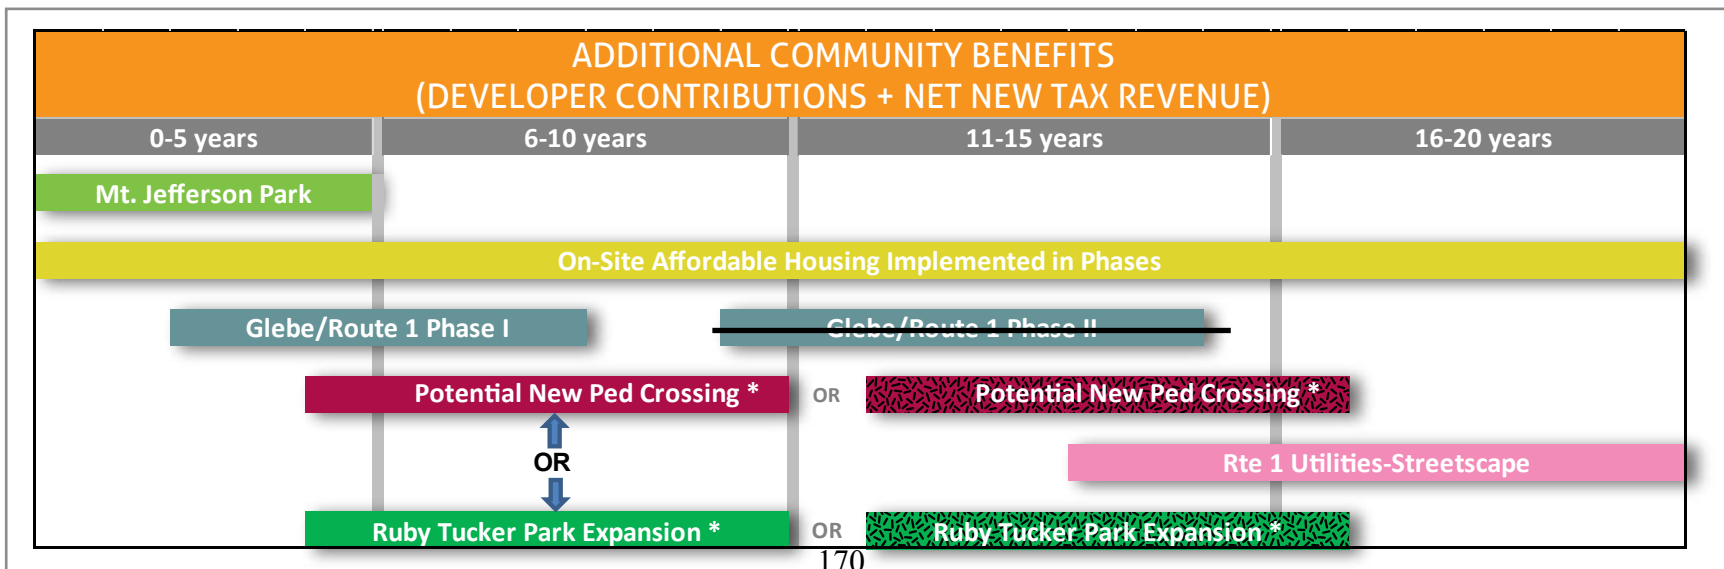 ADDITIONAL COMMUNITY BENEFITS
(DEVELOPER CONTRIBUTIONS + NET NEW TAX REVENUE)
0-5 years 6-10 years 11-15 years 16-20 years
Mt. Jefferson Park
On-Site Affordable Housing Implemented in Phases
Glebe/Route 1 Phase I Glebe/Route 1 Phase II
Potential New Ped Crossing * OR Potential New Ped Crossing *
OR Rte 1 Utilities-Streetscape
Ruby Tucker Park Expansion * OR Ruby Tucker Park Expansion *
170